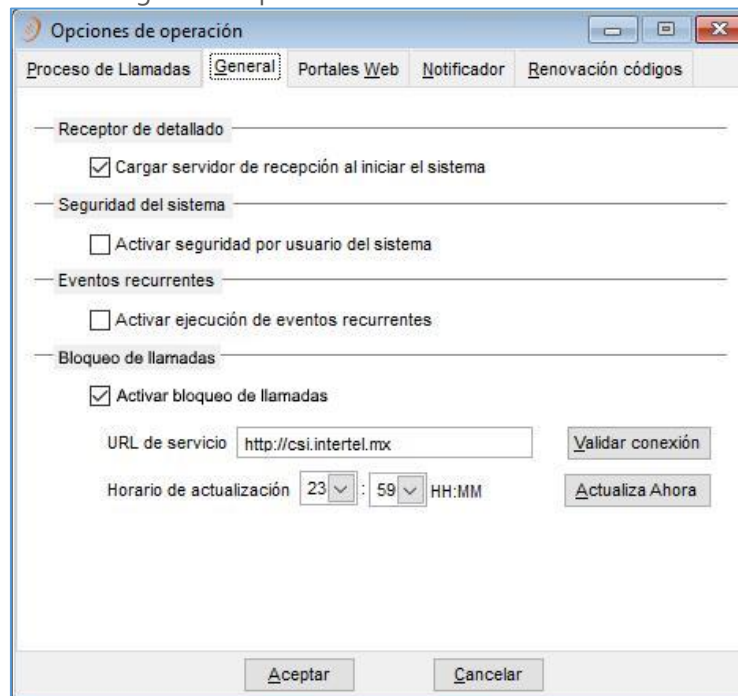 Opciones de operación
Proceso de Llamadas General Portales Web Notificador Renovación códigos
Receptor de detallado
Cargar servidor de recepción al iniciar el sistema
Seguridad del sistema
Activar seguridad por usuario del sistema
Eventos recurrentes
Activar ejecución de eventos recurrentes
Bloqueo de llamadas
Activar bloqueo de llamadas
URL de servicio http://csi.intertel.mx Validar conexión
Horario de actualización 23 : 59 HH:MM Actualiza Ahora
Aceptar Cancelar